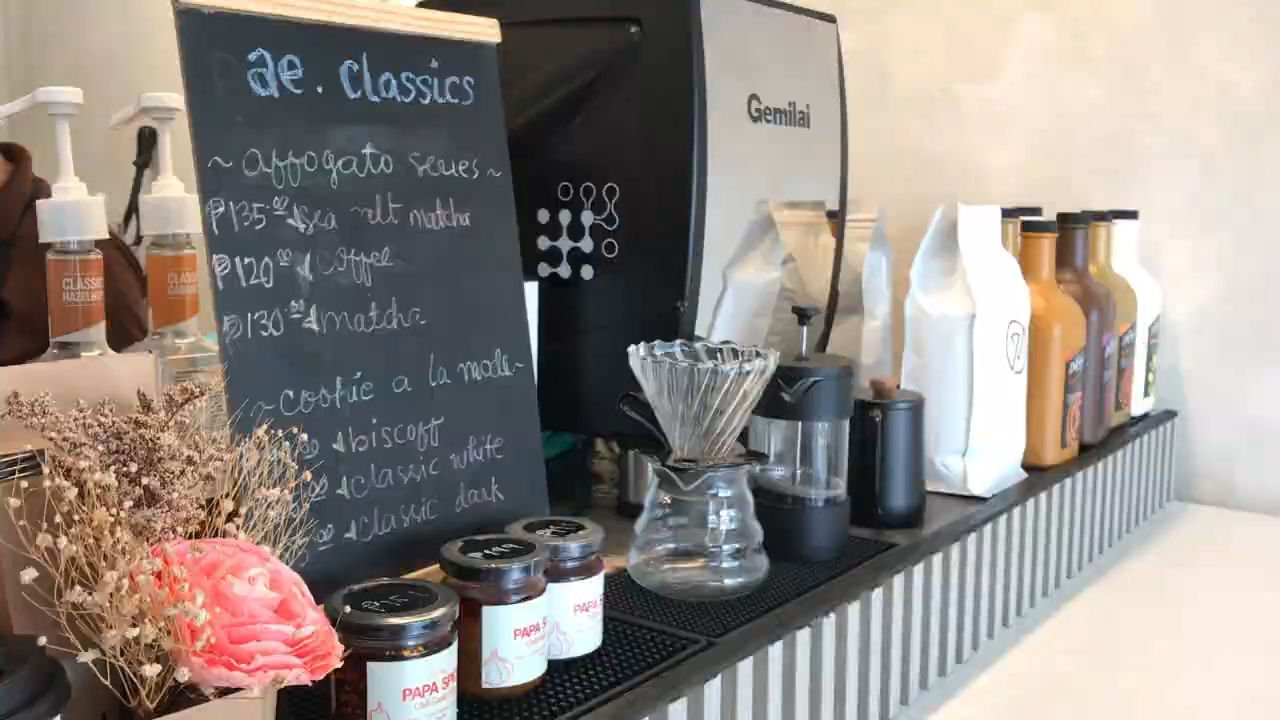 ae. classics
~ affogato series ~
₱135.00 sea salt matcha
₱120.00 coffee
₱130.00 matcha
~ cookie a la mode ~
biscoff
classic white
classic dark
Gemilai
CLASSIC
HAZELNUT
CLASSIC
₱149
PAPA
PAPA
PAPA